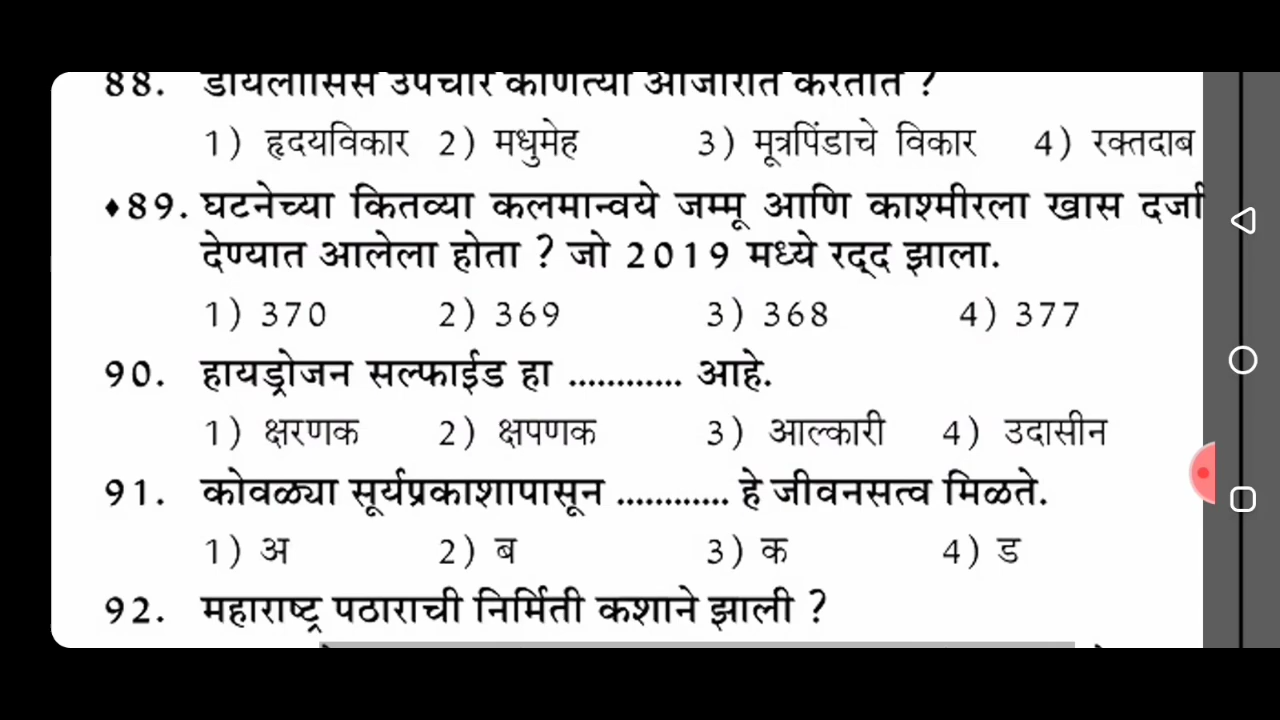 88. डायलीसिस उपचार कोणत्या आजारात करतात ?
1) हृदयविकार 2) मधुमेह 3) मूत्रपिंडाचे विकार 4) रक्तदाब
♦89. घटनेच्या कितव्या कलमान्वये जम्मू आणि काश्मीरला खास दर्जा
देण्यात आलेला होता ? जो 2019 मध्ये रद्द झाला.
1) 370 2) 369 3) 368 4) 377
90. हायड्रोजन सल्फाईड हा ............ आहे.
1) क्षरणक 2) क्षपणक 3) आल्कारी 4) उदासीन
91. कोवळ्या सूर्यप्रकाशापासून ............ हे जीवनसत्व मिळते.
1) अ 2) ब 3) क 4) ड
92. महाराष्ट्र पठाराची निर्मिती कशाने झाली ?